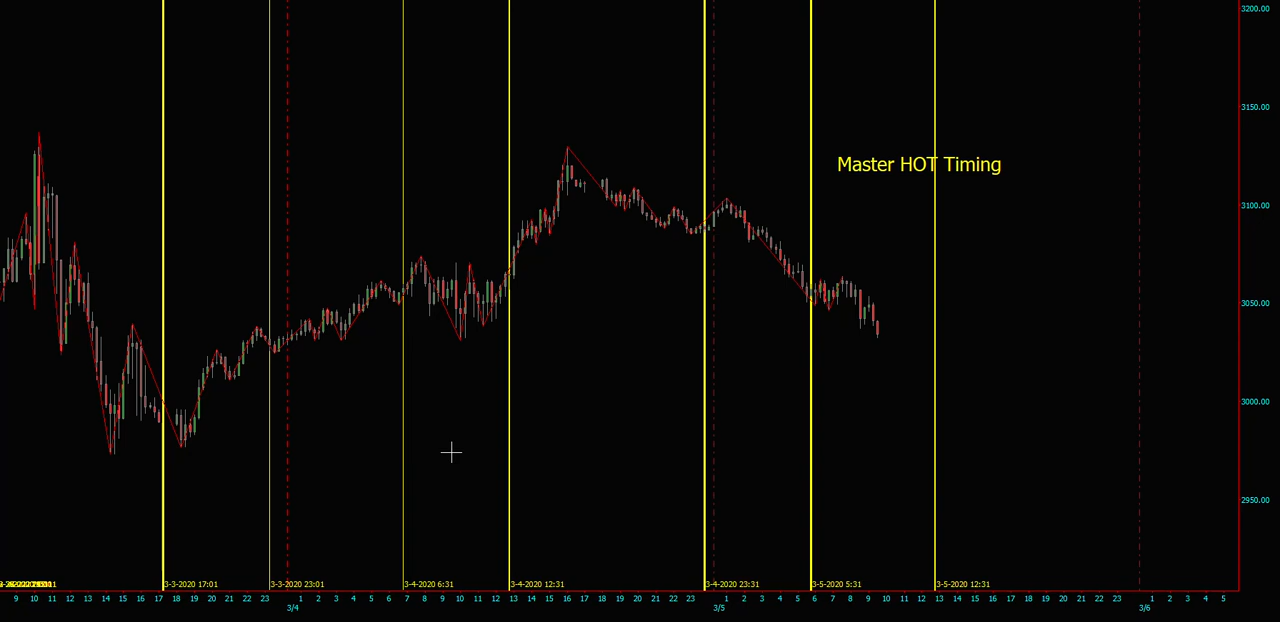 3200.00
3150.00
Master HOT Timing
3100.00
3050.00
3000.00
2950.00
3-3-2020 17:01 3-3-2020 23:01 3-4-2020 6:31 3-4-2020 12:31 3-4-2020 23:31 3-5-2020 5:31 3-5-2020 12:31
9 10 11 12 13 14 15 16 17 18 19 20 21 22 23 1 2 3 4 5 6 7 8 9 10 11 12 13 14 15 16 17 18 19 20 21 22 23 1 2 3 4 5 6 7 8 9 10 11 12 13 14 15 16 17 18 19 20 21 22 23 1 2 3 4 5
3/4 3/5 3/6